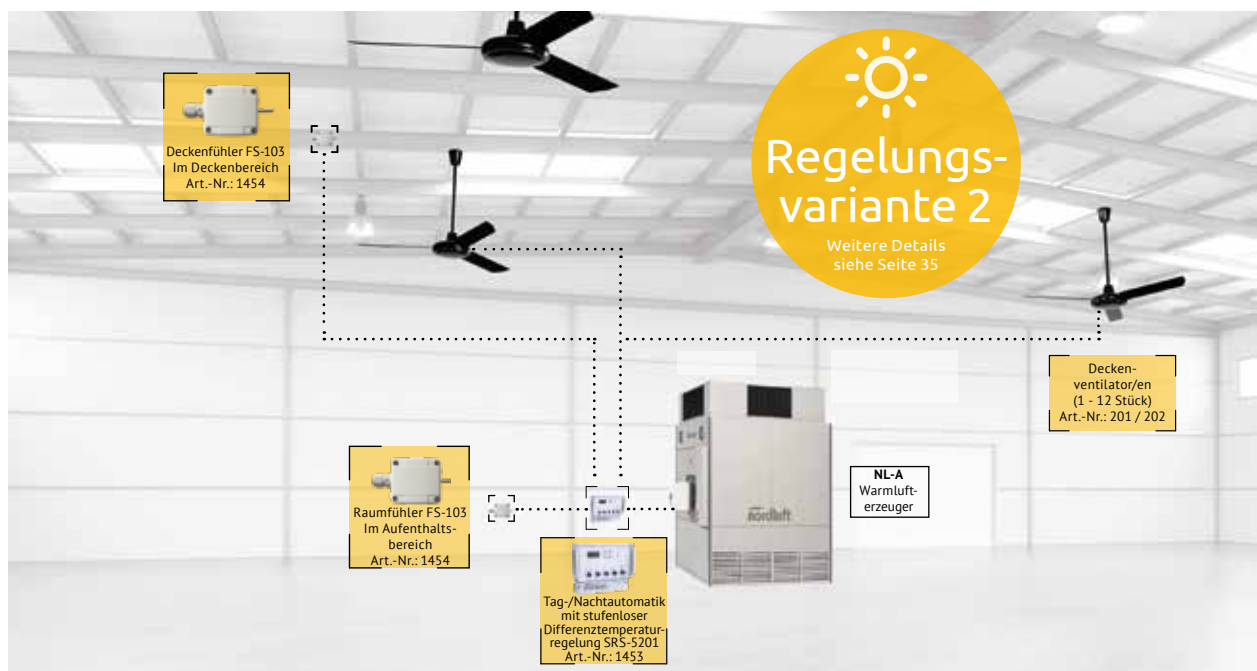 Deckenfühler FS-103
Im Deckenbereich
Art.-Nr.: 1454
Regelungs-
variante 2
Weitere Details
siehe Seite 35
Decken-
ventilator/en
(1 - 12 Stück)
Art.-Nr.: 201 / 202
Raumfühler FS-103
Im Aufenthalts-
bereich
Art.-Nr.: 1454
NL-A
Warmluft-
erzeuger
nordluft
Tag-/Nachtautomatik
mit stufenloser
Differenztemperatur-
regelung SRS-5201
Art.-Nr.: 1453